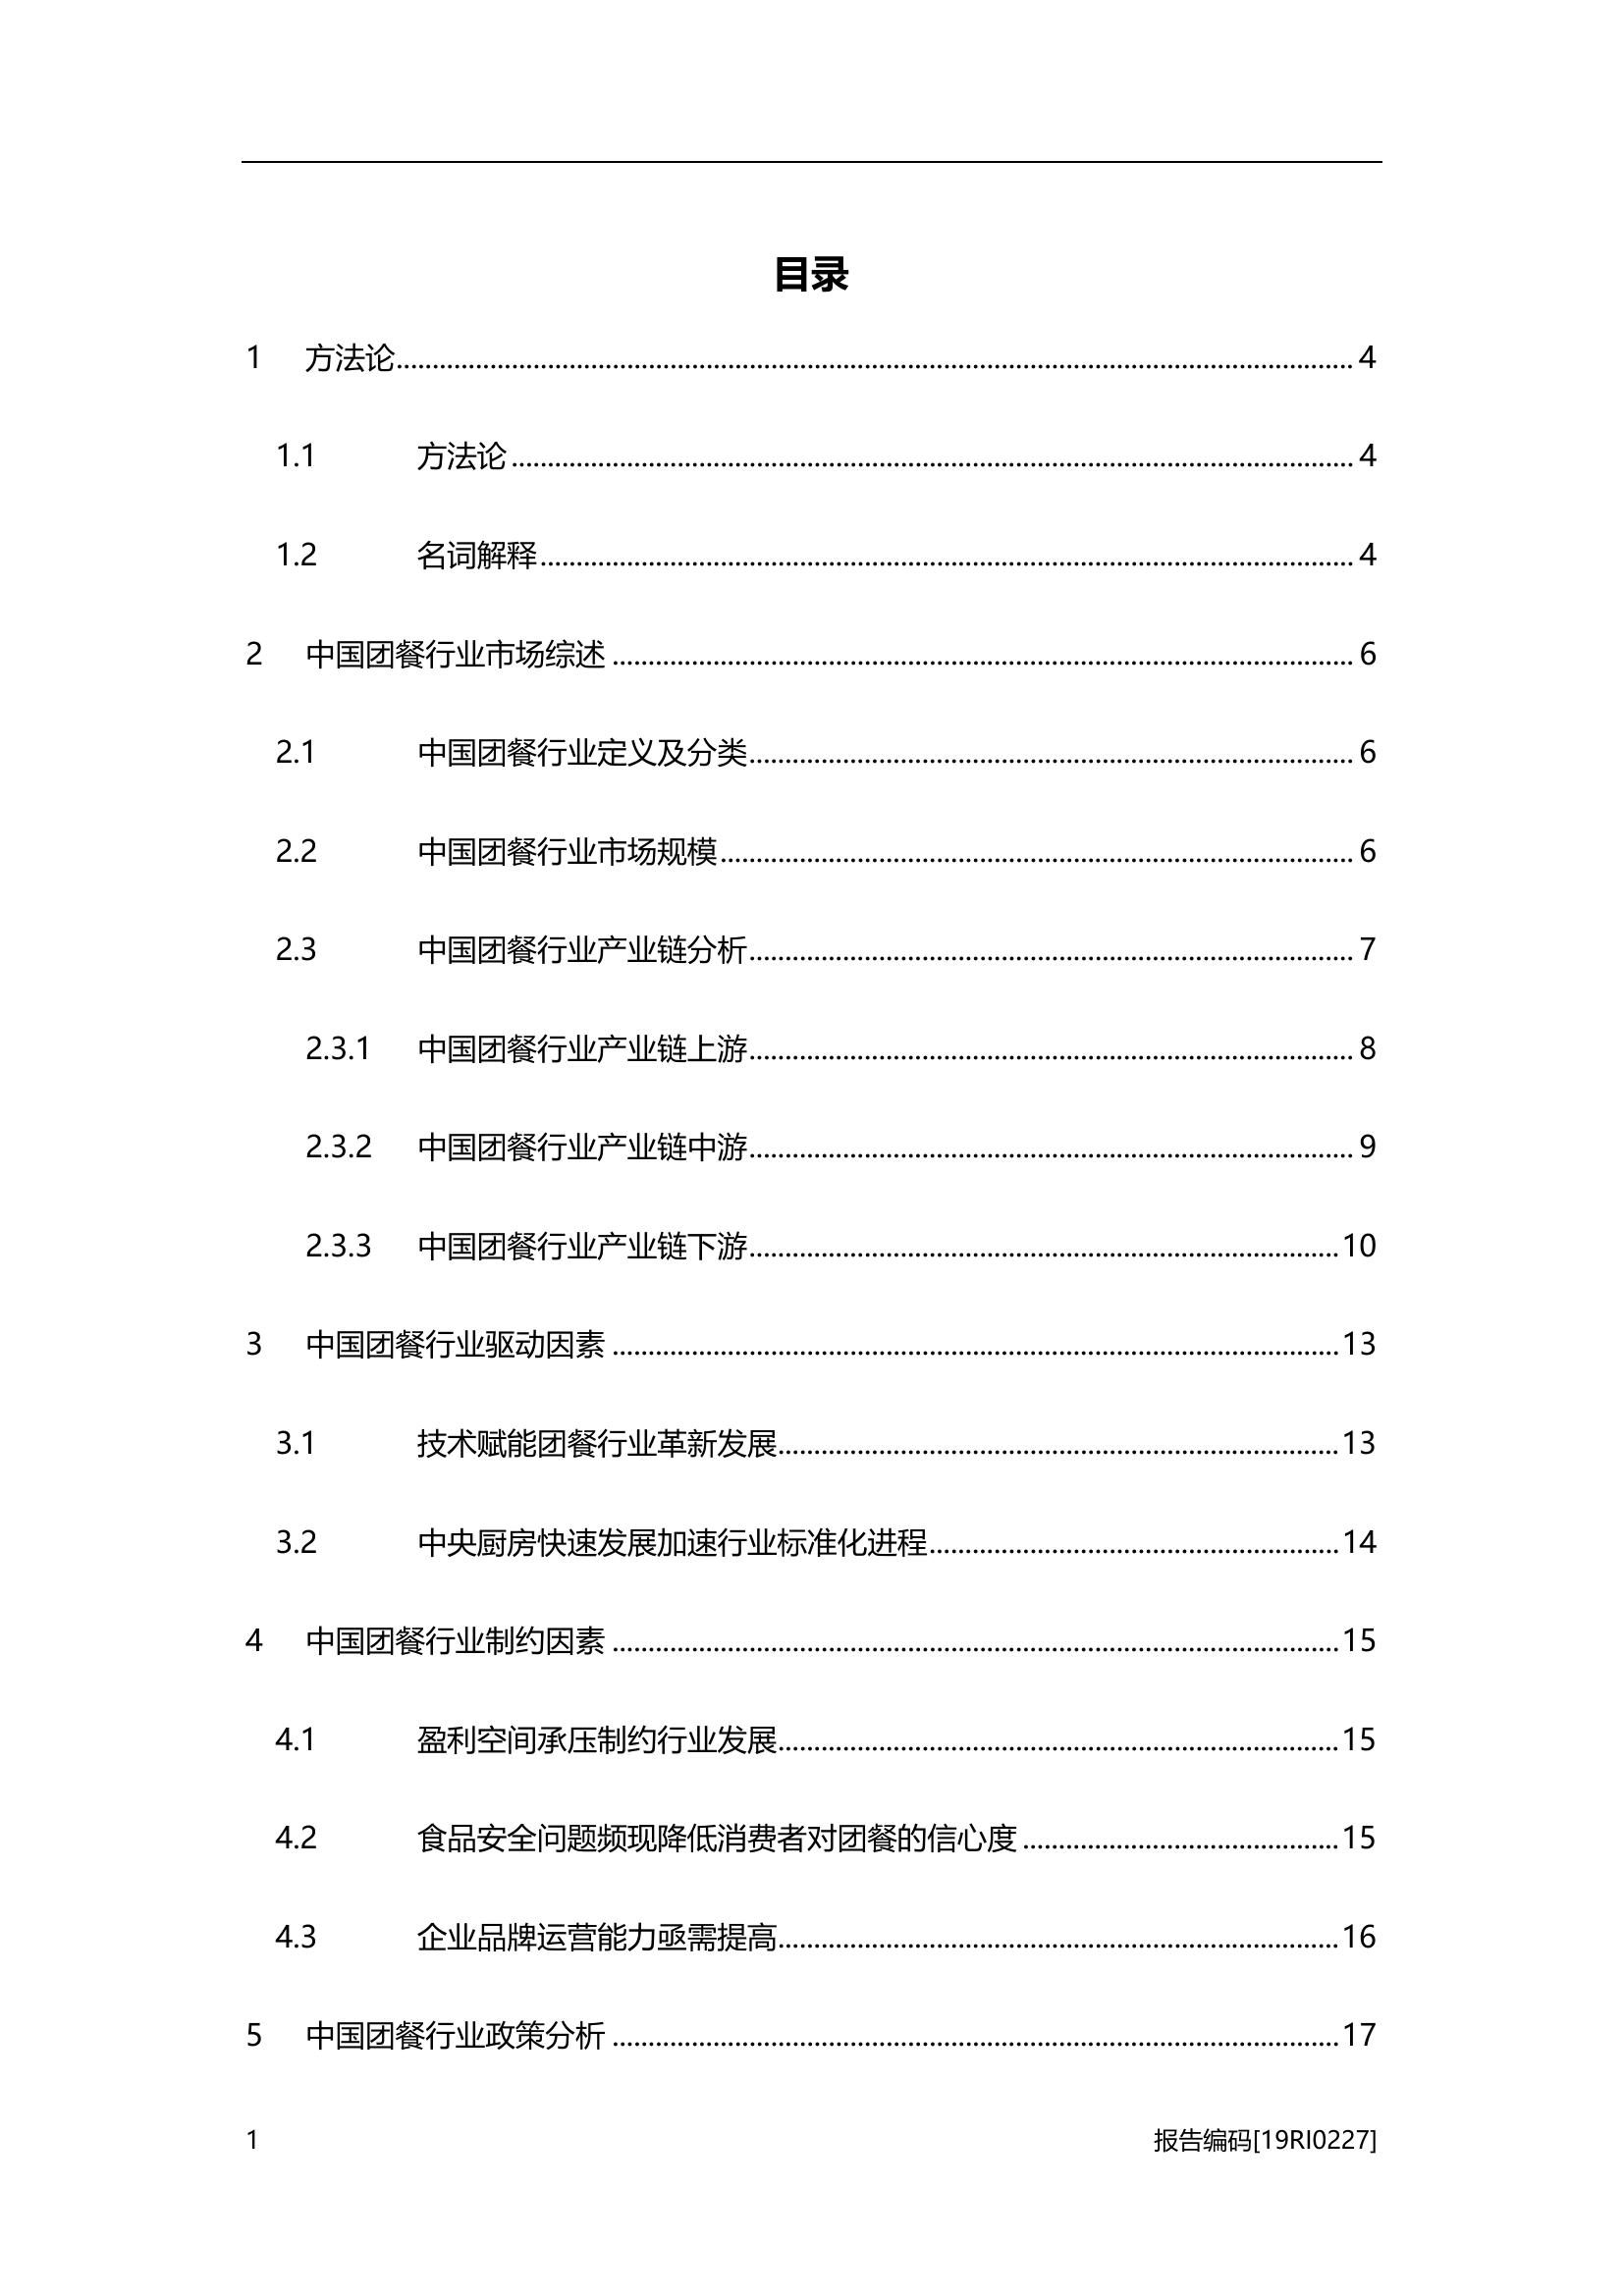 目录
1 方法论........ 4
1.1 方法论........ 4
1.2 名词解释........ 4
2 中国团餐行业市场综述........ 6
2.1 中国团餐行业定义及分类........ 6
2.2 中国团餐行业市场规模........ 6
2.3 中国团餐行业产业链分析........ 7
2.3.1 中国团餐行业产业链上游........ 8
2.3.2 中国团餐行业产业链中游........ 9
2.3.3 中国团餐行业产业链下游........ 10
3 中国团餐行业驱动因素........ 13
3.1 技术赋能团餐行业革新发展........ 13
3.2 中央厨房快速发展加速行业标准化进程........ 14
4 中国团餐行业制约因素........ 15
4.1 盈利空间承压制约行业发展........ 15
4.2 食品安全问题频现降低消费者对团餐的信心度........ 15
4.3 企业品牌运营能力亟需提高........ 16
5 中国团餐行业政策分析........ 17
1 报告编码[19RI0227]